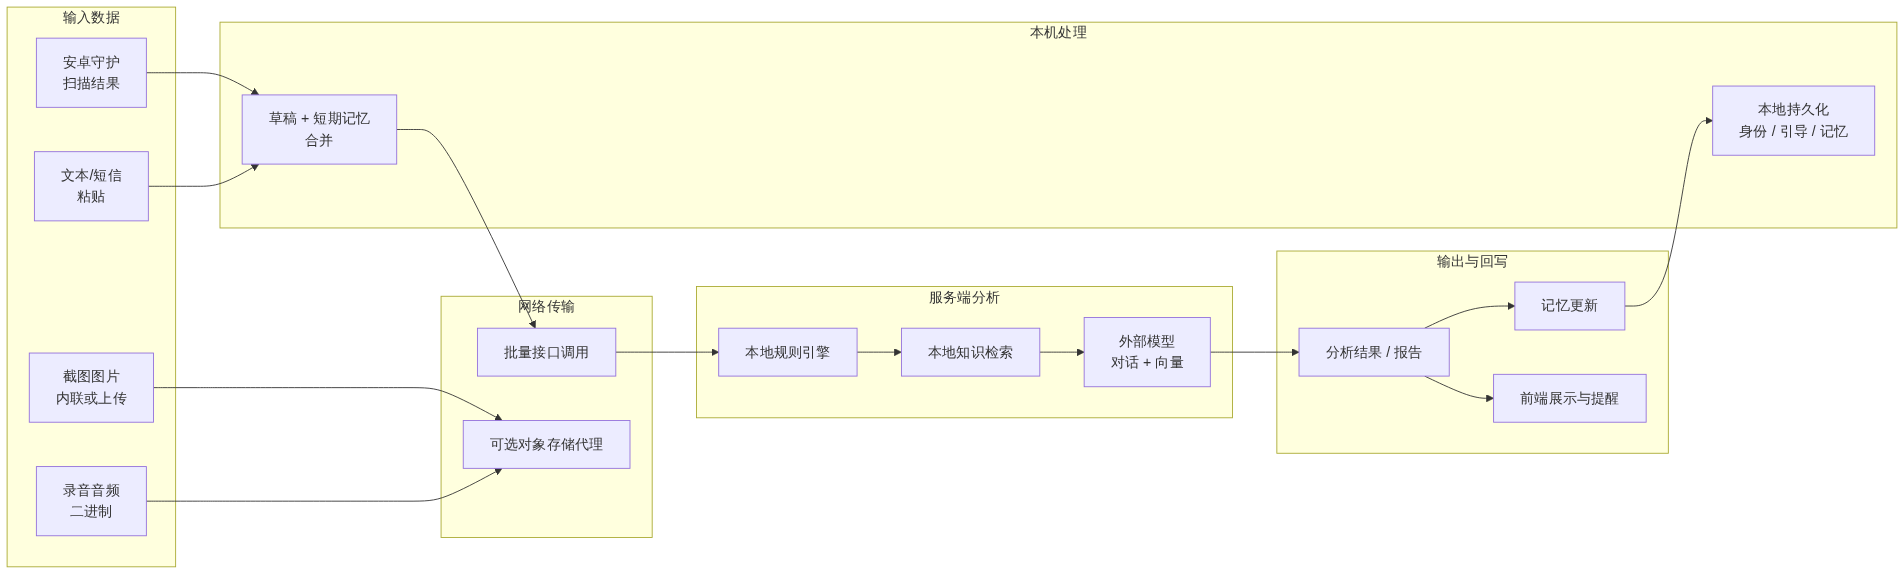 输入数据
安卓守护
扫描结果
文本/短信
粘贴
截图图片
内联或上传
录音音频
二进制
本机处理
草稿 + 短期记忆
合并
本地持久化
身份 / 引导 / 记忆
网络传输
批量接口调用
可选对象存储代理
服务端分析
本地规则引擎
本地知识检索
外部模型
对话 + 向量
输出与回写
分析结果 / 报告
记忆更新
前端展示与提醒